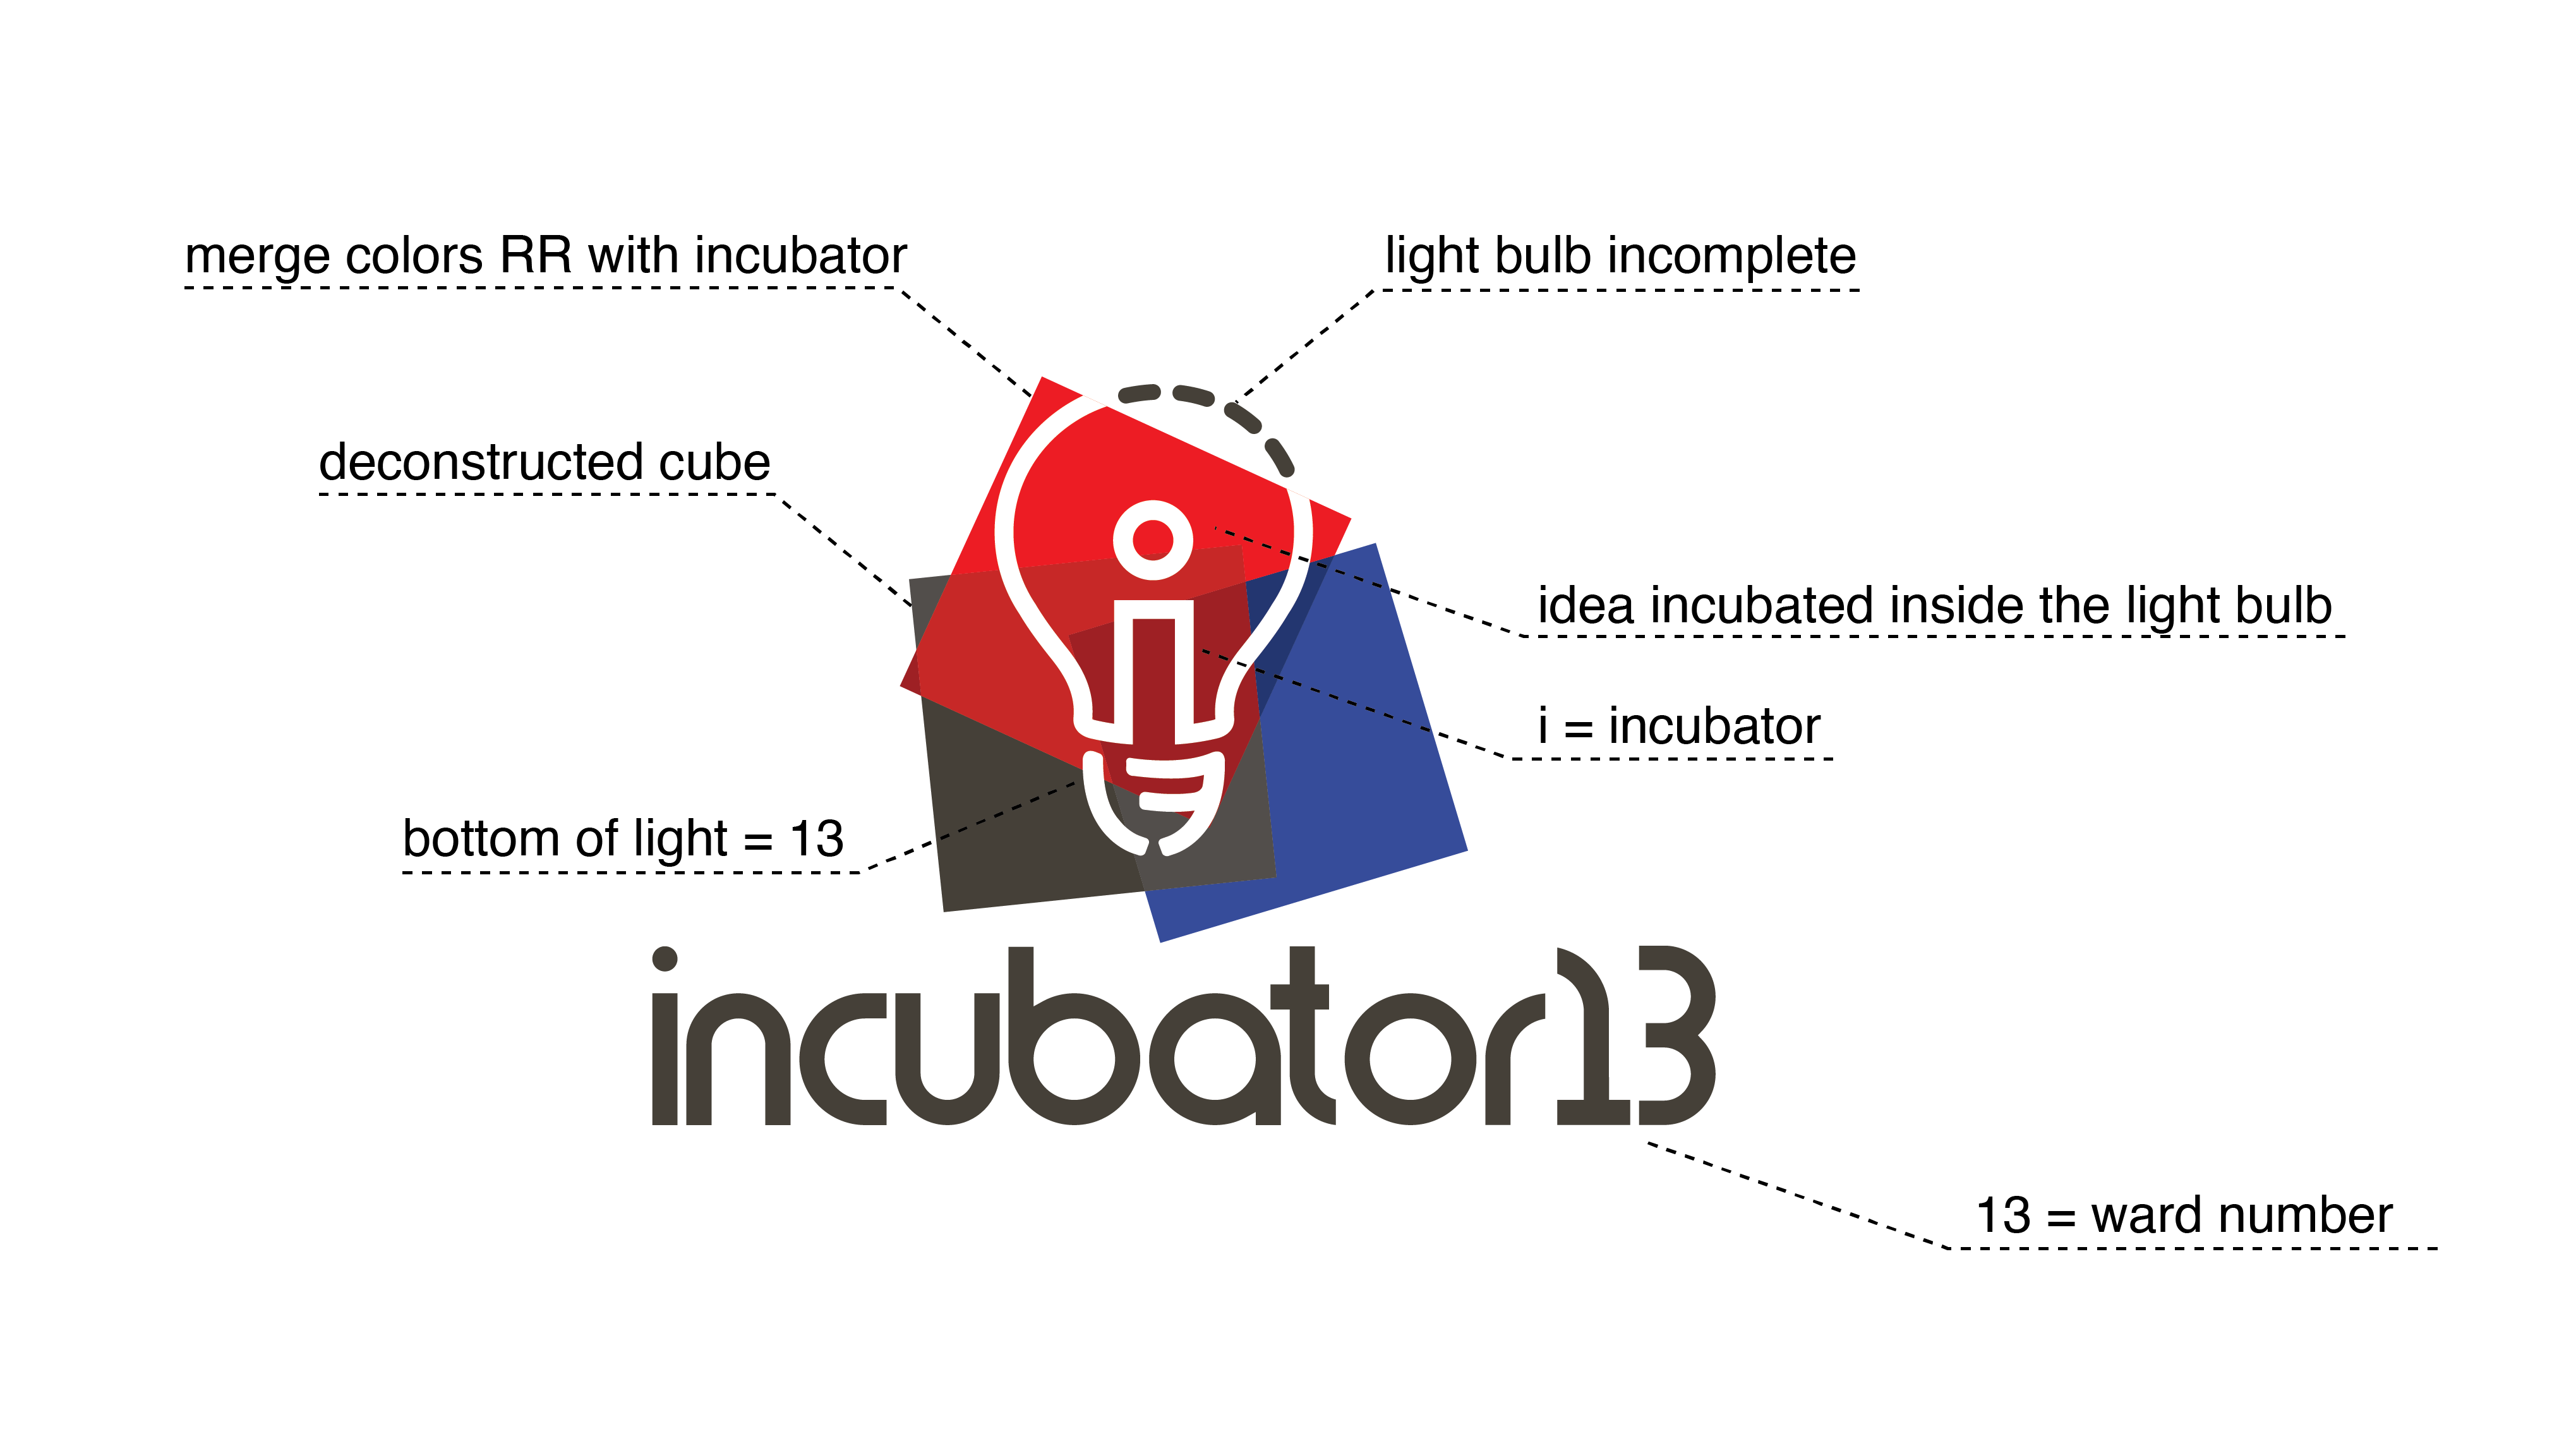 merge colors RR with incubator
light bulb incomplete
deconstructed cube
idea incubated inside the light bulb
i = incubator
bottom of light = 13
incubator13
13 = ward number